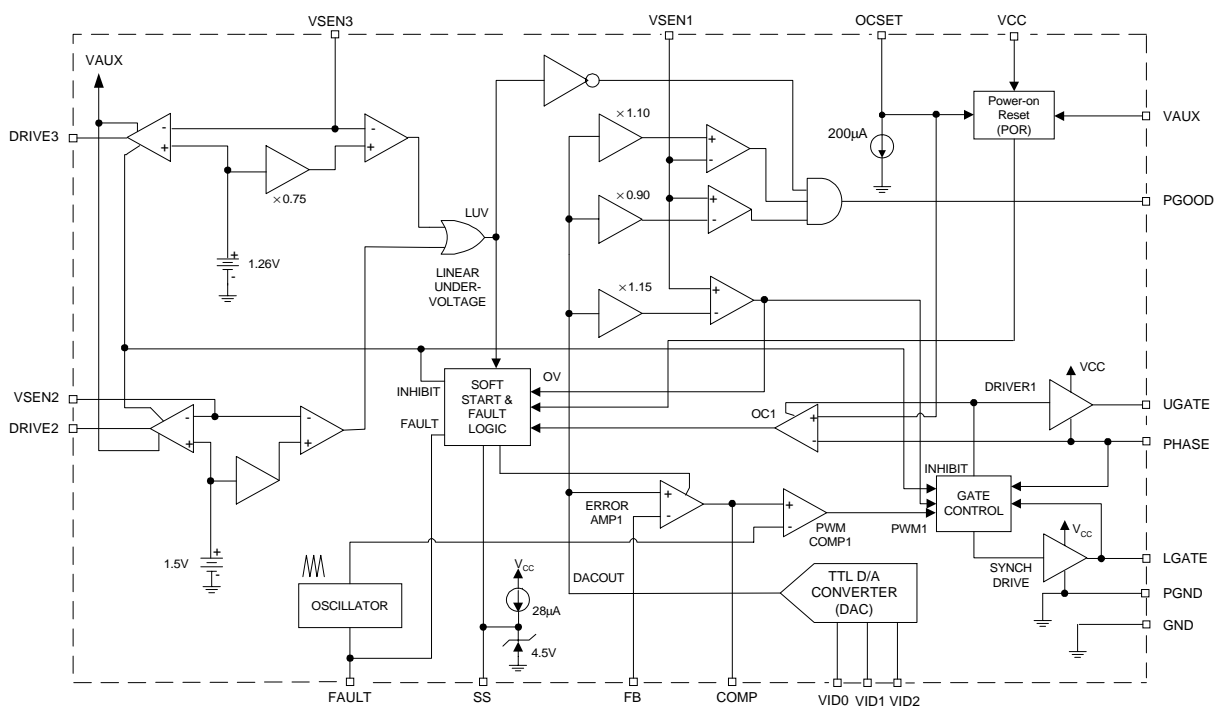 VSEN3
VSEN1
OCSET
VCC
VAUX
DRIVE3
×0.75
1.26V
LUV
LINEAR
UNDER-
VOLTAGE
×1.10
×0.90
×1.15
200µA
Power-on
Reset
(POR)
VAUX
PGOOD
VSEN2
DRIVE2
1.5V
INHIBIT
FAULT
SOFT
START &
FAULT
LOGIC
OV
OC1
DRIVER1
VCC
UGATE
PHASE
INHIBIT
GATE
CONTROL
PWM1
ERROR
AMP1
PWM
COMP1
SYNCH
DRIVE
VCC
LGATE
PGND
GND
OSCILLATOR
VCC
28µA
4.5V
DACOUT
TTL D/A
CONVERTER
(DAC)
FAULT
SS
FB
COMP
VID0
VID1
VID2